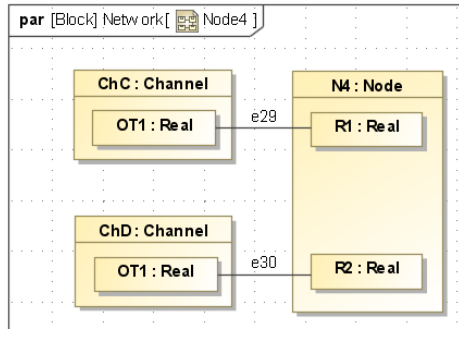 par [Block] Network[ Node4 ]
ChC : Channel
OT1 : Real
e29
N4 : Node
R1 : Real
ChD : Channel
OT1 : Real
e30
R2 : Real